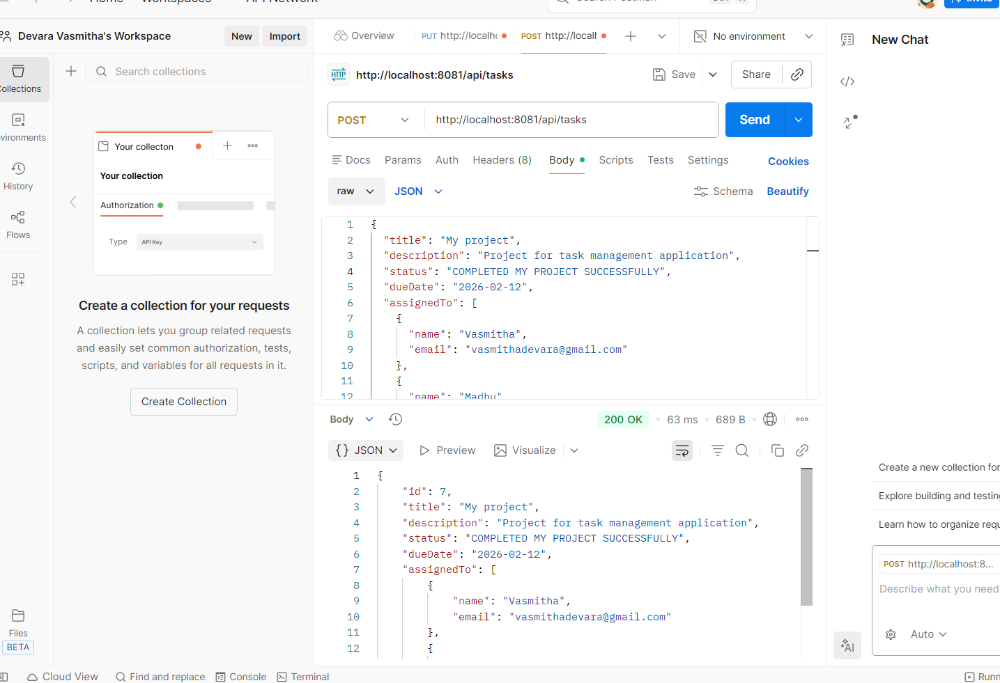 Home Workspaces API Network
Search Postman
Ctrl K
Invite
Devara Vasmitha's Workspace
New
Import
Overview
PUT http://localh
POST http://local
No environment
New Chat
Collections
Search collections
http://localhost:8081/api/tasks
Save
Share
POST
http://localhost:8081/api/tasks
Send
Docs Params Auth Headers (8) Body Scripts Tests Settings Cookies
raw
JSON
Schema
Beautify
vironments
History
Flows
Your collecton
Your collection
Authorization
Type
API Key
Create a collection for your requests
A collection lets you group related requests
and easily set common authorization, tests,
scripts, and variables for all requests in it.
Create Collection
1 {
2 "title": "My project",
3 "description": "Project for task management application",
4 "status": "COMPLETED MY PROJECT SUCCESSFULLY",
5 "dueDate": "2026-02-12",
6 "assignedTo": [
7 {
8 "name": "Vasmitha",
9 "email": "vasmithadevara@gmail.com"
10 },
11 {
12 "name": "Madhu"
Body
200 OK
63 ms
689 B
{} JSON
Preview
Visualize
1 {
2 "id": 7,
3 "title": "My project",
4 "description": "Project for task management application",
5 "status": "COMPLETED MY PROJECT SUCCESSFULLY",
6 "dueDate": "2026-02-12",
7 "assignedTo": [
8 {
9 "name": "Vasmitha",
10 "email": "vasmithadevara@gmail.com"
11 },
12 {
Create a new collection for
Explore building and testing
Learn how to organize requ
POST http://localhost:8...
Describe what you need
Auto
AI
Files
BETA
Cloud View
Find and replace
Console
Terminal
Runn